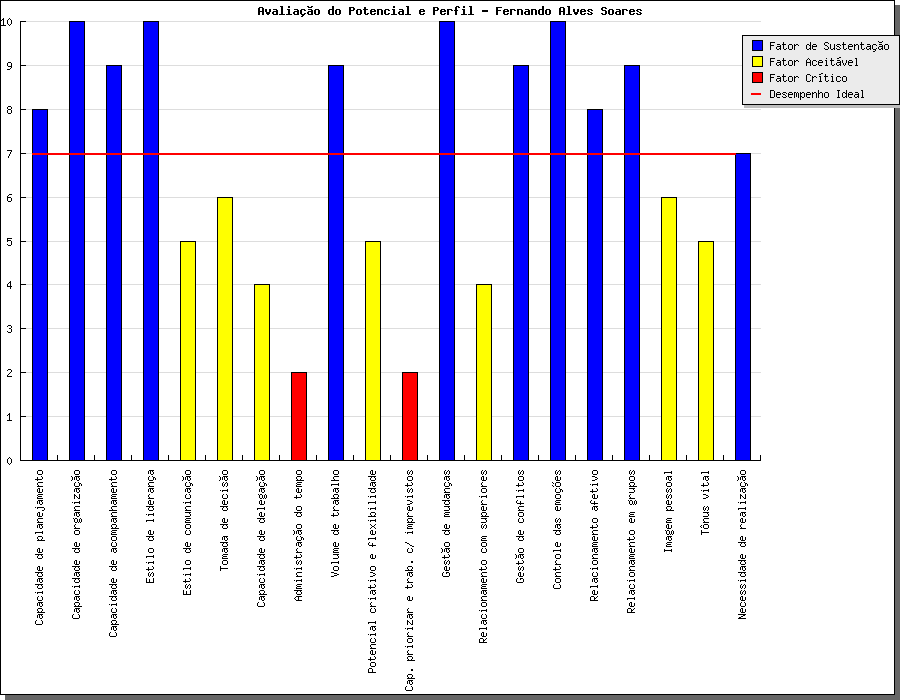 Avaliação do Potencial e Perfil - Fernando Alves Soares
Fator de Sustentação
Fator Aceitável
Fator Crítico
Desempenho Ideal
10
9
8
7
6
5
4
3
2
1
0
Capacidade de planejamento
Capacidade de organização
Capacidade de acompanhamento
Estilo de liderança
Estilo de comunicação
Tomada de decisão
Capacidade de delegação
Administração do tempo
Volume de trabalho
Potencial criativo e flexibilidade
Cap. priorizar e trab. c/ imprevistos
Gestão de mudanças
Relacionamento com superiores
Gestão de conflitos
Controle das emoções
Relacionamento afetivo
Relacionamento em grupos
Imagem pessoal
Tônus vital
Necessidade de realização